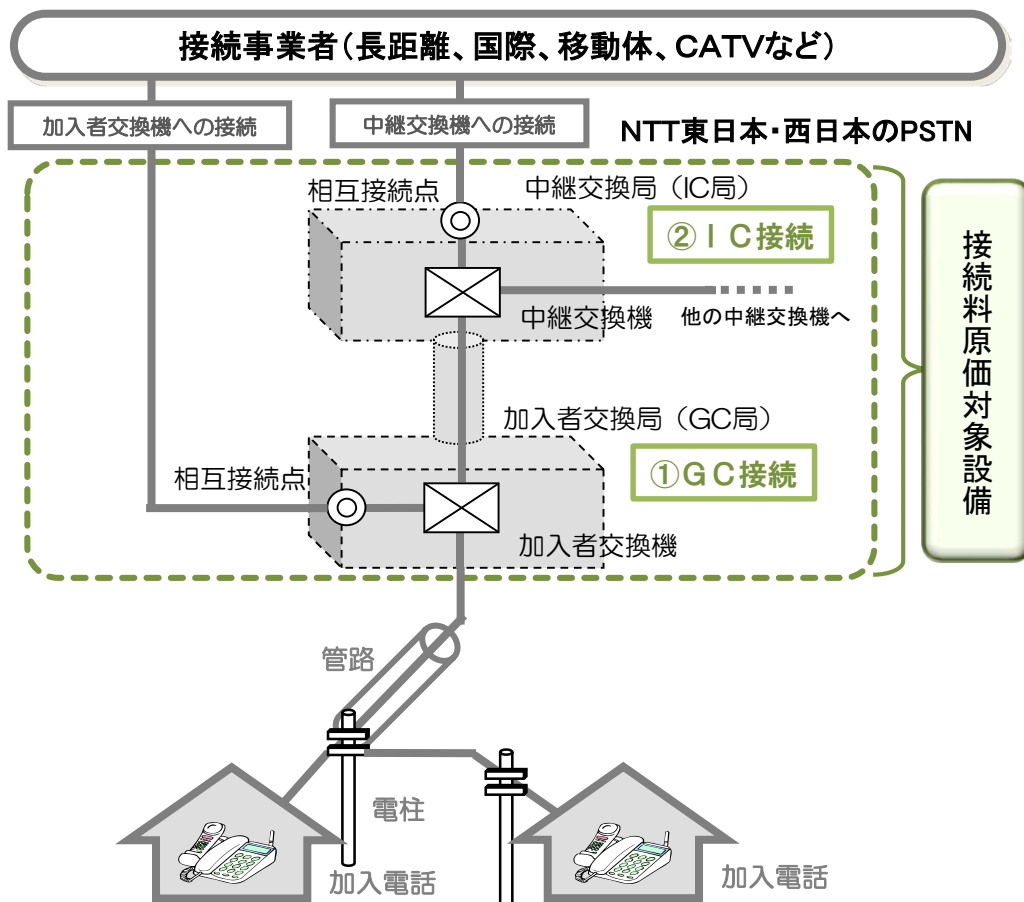 接続事業者（長距離、国際、移動体、CATVなど）
加入者交換機への接続
中継交換機への接続
NTT東日本・西日本のPSTN
相互接続点
中継交換局（IC局）
②ＩＣ接続
中継交換機
他の中継交換機へ
接続料原価対象設備
加入者交換局（GC局）
相互接続点
①ＧＣ接続
加入者交換機
管路
電柱
加入電話
加入電話